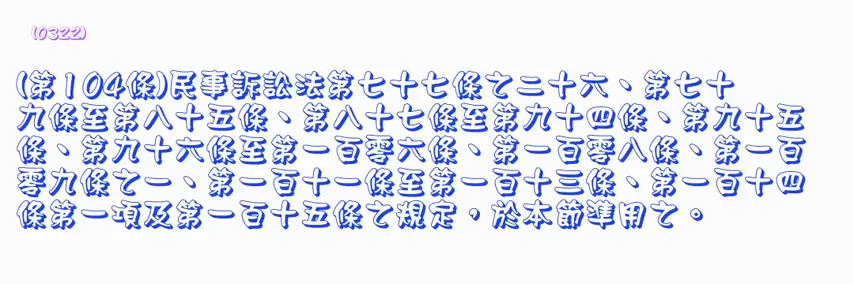 (0322)
(第104條)民事訴訟法第七十七條之二十六、第七十
九條至第八十五條、第八十七條至第九十四條、第九十五
條、第九十六條至第一百零六條、第一百零八條、第一百
零九條之一、第一百十一條至第一百十三條、第一百十四
條第一項及第一百十五條之規定，於本節準用之。